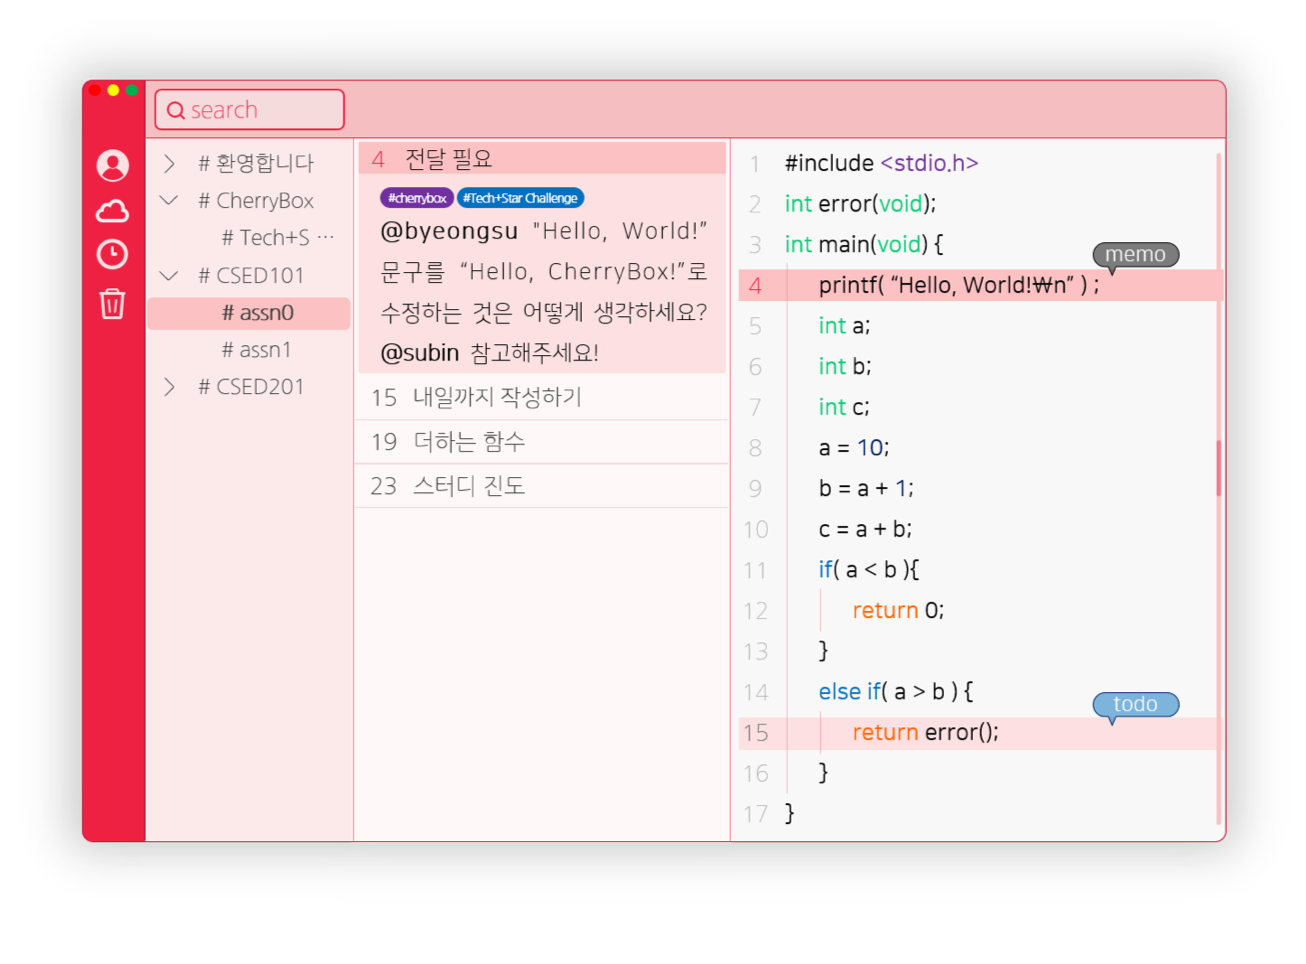 search
# 환영합니다
# CherryBox
# Tech+S ···
# CSED101
# assn0
# assn1
# CSED201
4 전달 필요
#cherrybox #Tech+Star Challenge
@byeongsu "Hello, World!”
문구를 “Hello, CherryBox!”로
수정하는 것은 어떻게 생각하세요?
@subin 참고해주세요!
15 내일까지 작성하기
19 더하는 함수
23 스터디 진도
1 #include <stdio.h>
2 int error(void);
3 int main(void) {
memo
4 printf( “Hello, World!₩n” ) ;
5 int a;
6 int b;
7 int c;
8 a = 10;
9 b = a + 1;
10 c = a + b;
11 if( a < b ){
12 return 0;
13 }
14 else if( a > b ) {
todo
15 return error();
16 }
17 }